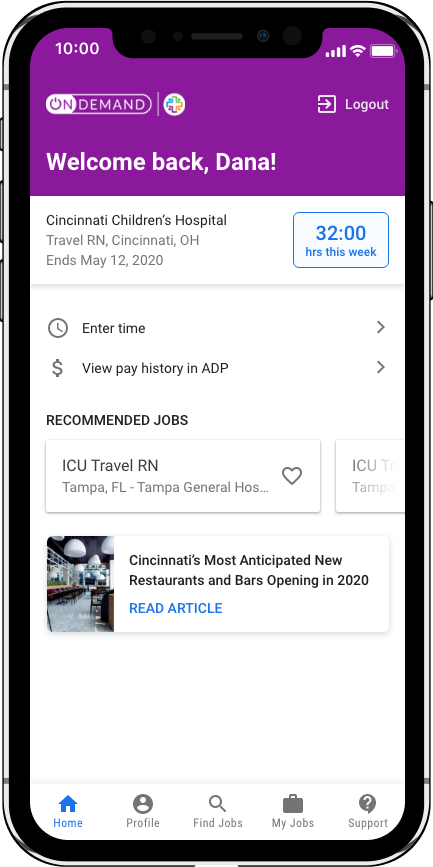 10:00
ON DEMAND
Logout
Welcome back, Dana!
Cincinnati Children's Hospital
Travel RN, Cincinnati, OH
Ends May 12, 2020
32:00
hrs this week
Enter time
View pay history in ADP
RECOMMENDED JOBS
ICU Travel RN
Tampa, FL - Tampa General Hos...
ICU Tr
Tampa
Cincinnati's Most Anticipated New
Restaurants and Bars Opening in 2020
READ ARTICLE
Home
Profile
Find Jobs
My Jobs
Support